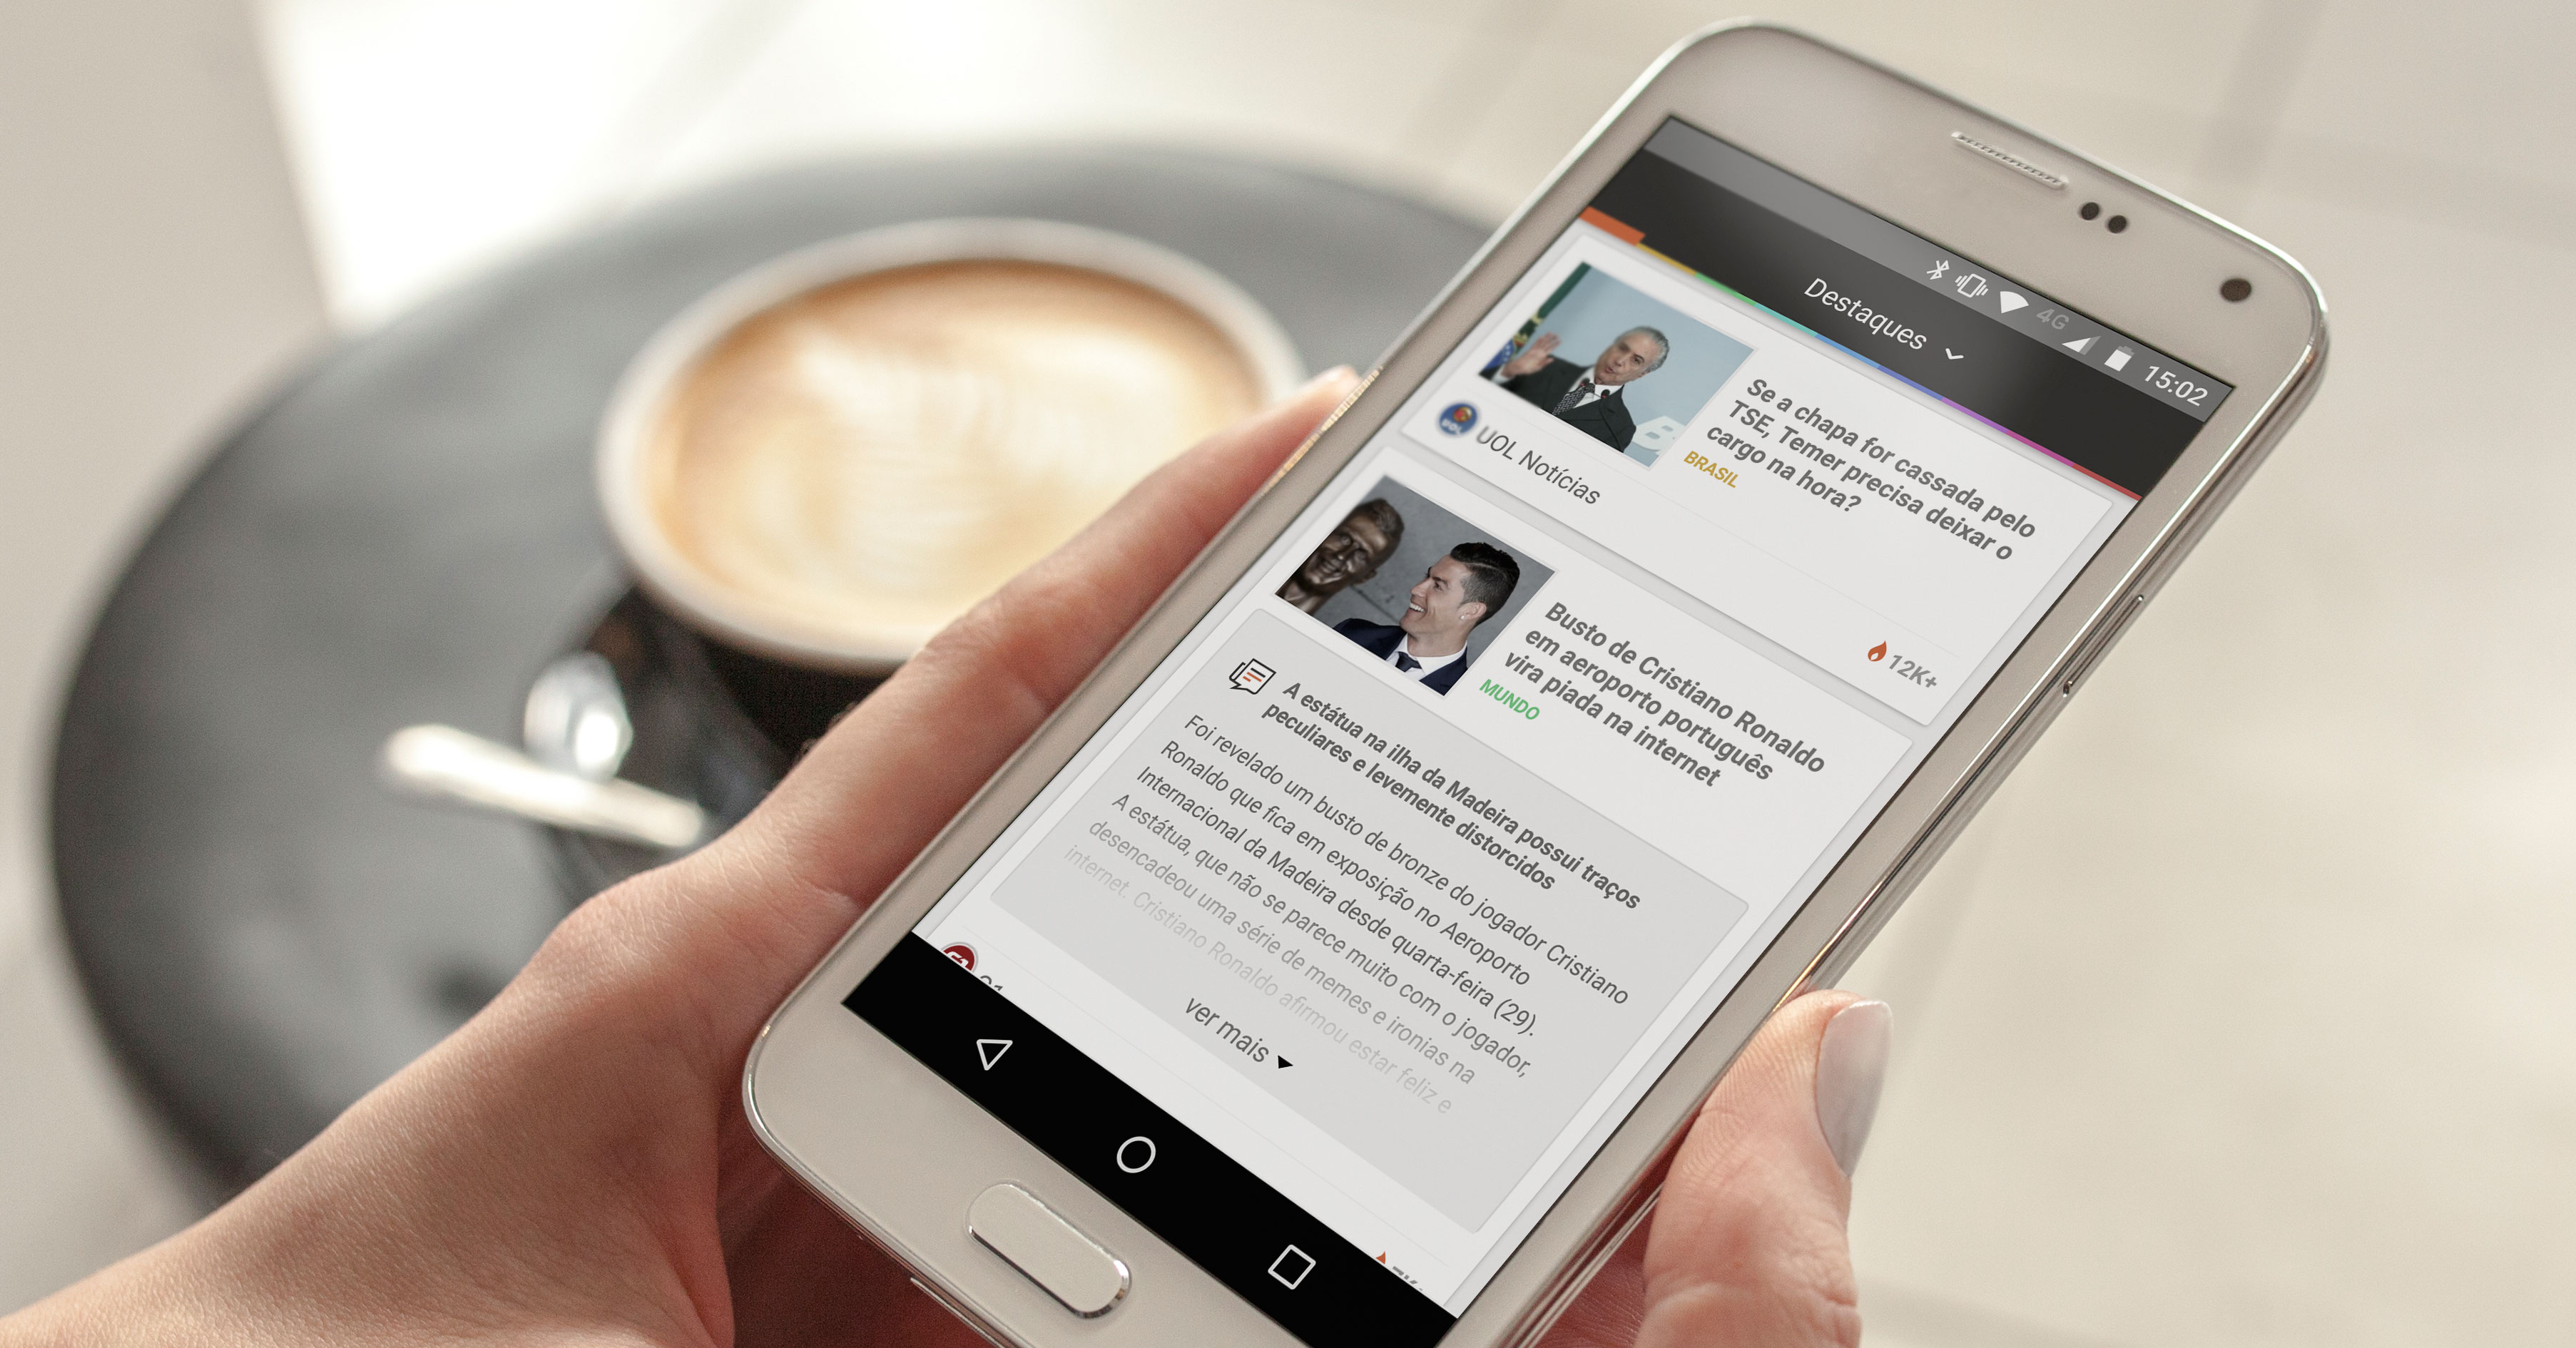 4G 15:02
Destaques
Se a chapa for cassada pelo
TSE, Temer precisa deixar o
cargo na hora?
BRASIL
UOL
UOL Notícias
12K+
Busto de Cristiano Ronaldo
em aeroporto português
vira piada na internet
MUNDO
A estátua na ilha da Madeira possui traços
peculiares e levemente distorcidos
Foi revelado um busto de bronze do jogador Cristiano
Ronaldo que fica em exposição no Aeroporto
Internacional da Madeira desde quarta-feira (29).
A estátua, que não se parece muito com o jogador,
desencadeou uma série de memes e ironias na
internet. Cristiano Ronaldo afirmou estar feliz e
ver mais